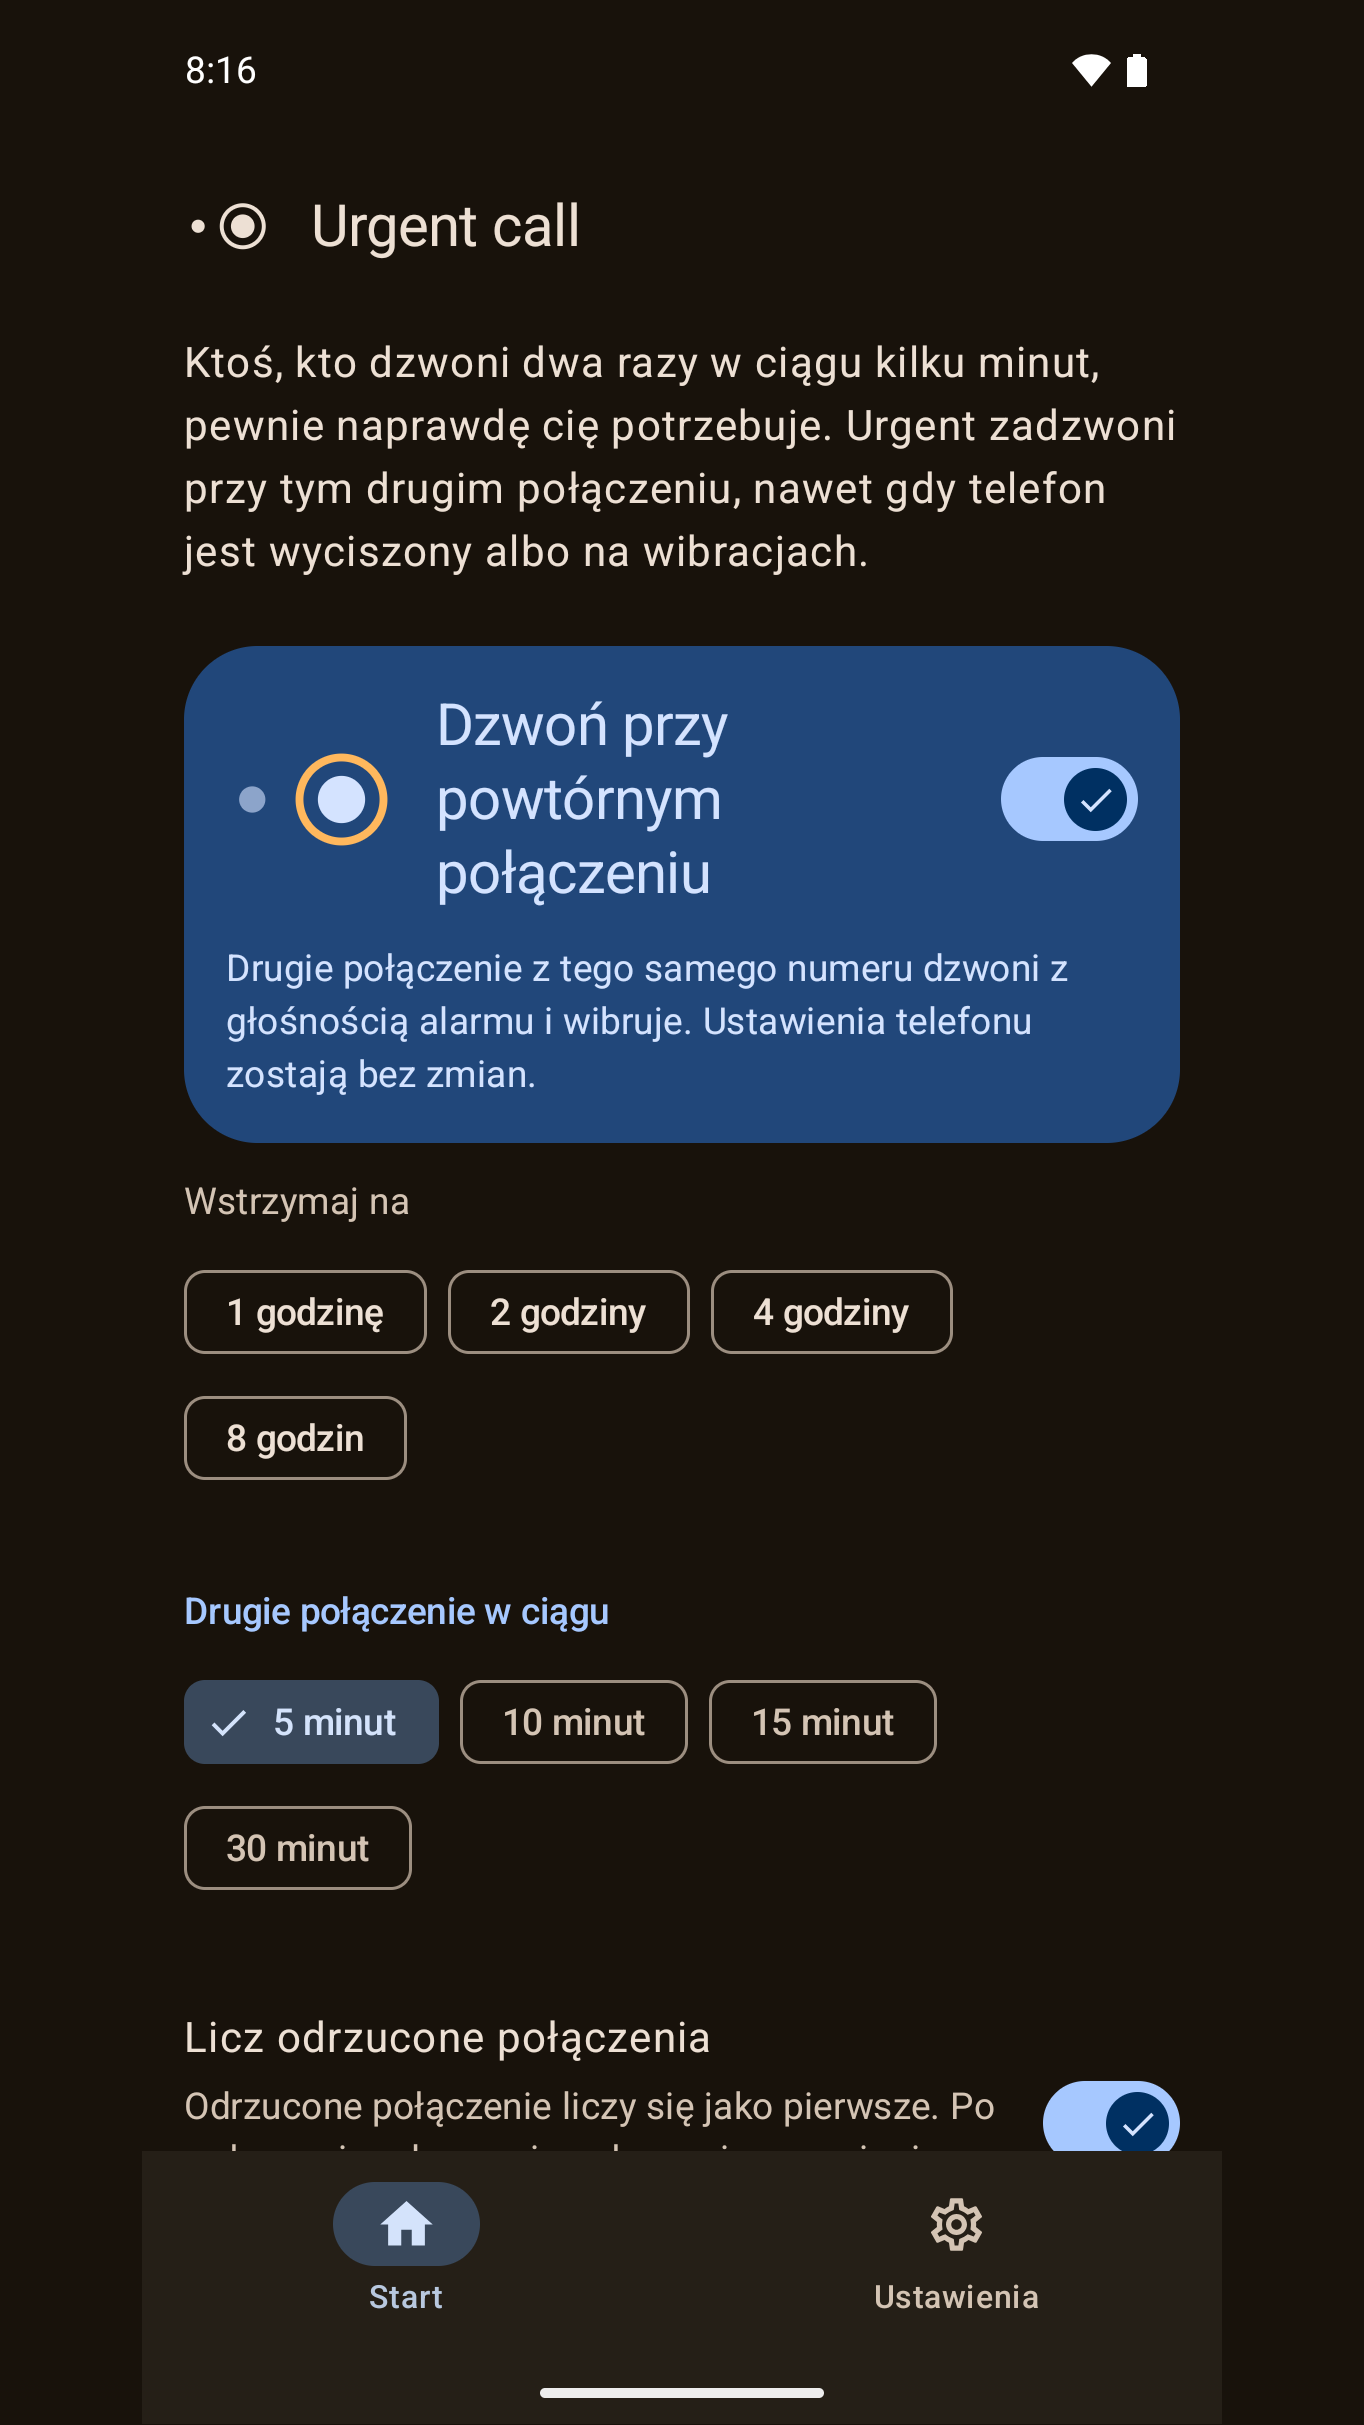 8:16
Urgent call
Ktoś, kto dzwoni dwa razy w ciągu kilku minut,
pewnie naprawdę cię potrzebuje. Urgent zadzwoni
przy tym drugim połączeniu, nawet gdy telefon
jest wyciszony albo na wibracjach.
Dzwoń przy
powtórnym
połączeniu
Drugie połączenie z tego samego numeru dzwoni z
głośnością alarmu i wibruje. Ustawienia telefonu
zostają bez zmian.
Wstrzymaj na
1 godzinę
2 godziny
4 godziny
8 godzin
Drugie połączenie w ciągu
5 minut
10 minut
15 minut
30 minut
Licz odrzucone połączenia
Odrzucone połączenie liczy się jako pierwsze. Po
Start
Ustawienia